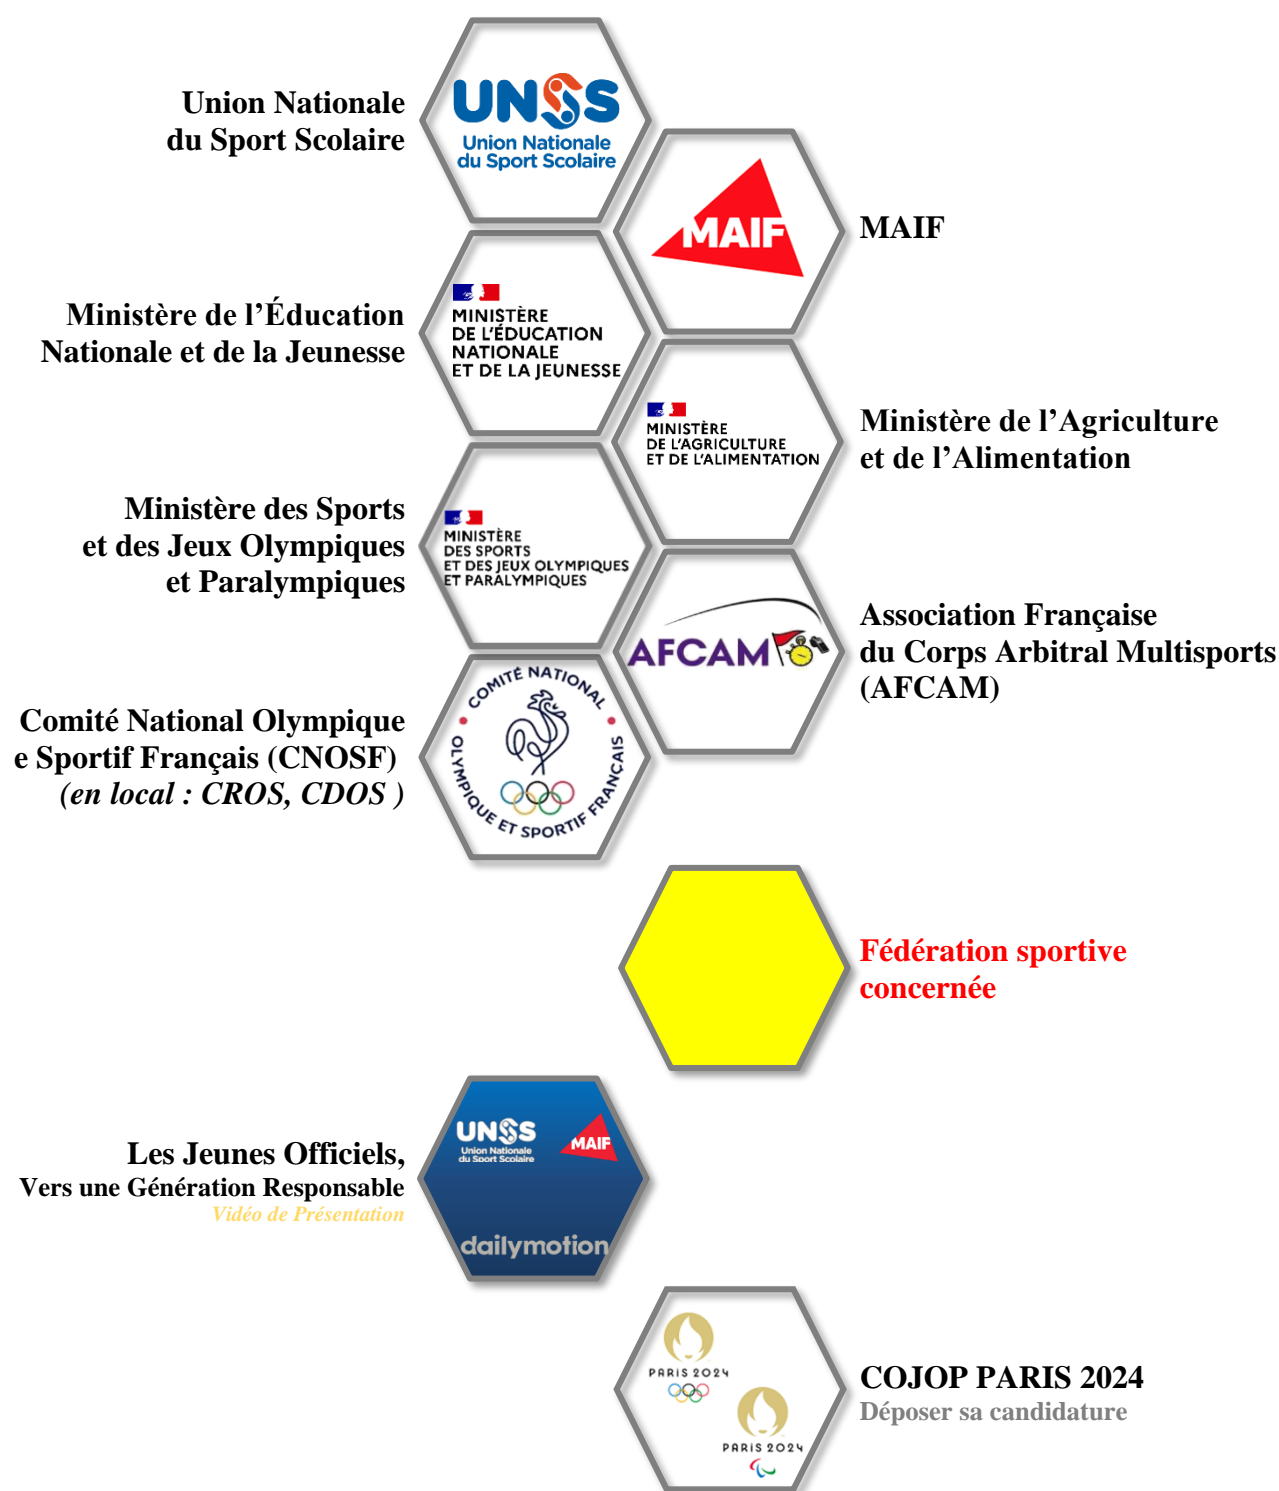 Union Nationale
du Sport Scolaire
UNSS
Union Nationale
du Sport Scolaire
MAIF
MAIF
Ministère de l’Éducation
Nationale et de la Jeunesse
MINISTÈRE
DE L’ÉDUCATION
NATIONALE
ET DE LA JEUNESSE
MINISTÈRE
DE L’AGRICULTURE
ET DE L’ALIMENTATION
Ministère de l’Agriculture
et de l’Alimentation
Ministère des Sports
et des Jeux Olympiques
et Paralympiques
MINISTÈRE
DES SPORTS
ET DES JEUX OLYMPIQUES
ET PARALYMPIQUES
AFCAM
Association Française
du Corps Arbitral Multisports
(AFCAM)
Comité National Olympique
e Sportif Français (CNOSF)
(en local : CROS, CDOS )
COMITÉ NATIONAL
OLYMPIQUE ET SPORTIF FRANÇAIS
Fédération sportive
concernée
Les Jeunes Officiels,
Vers une Génération Responsable
Vidéo de Présentation
UNSS
Union Nationale
du Sport Scolaire
MAIF
dailymotion
PARIS 2024
PARIS 2024
COJOP PARIS 2024
Déposer sa candidature